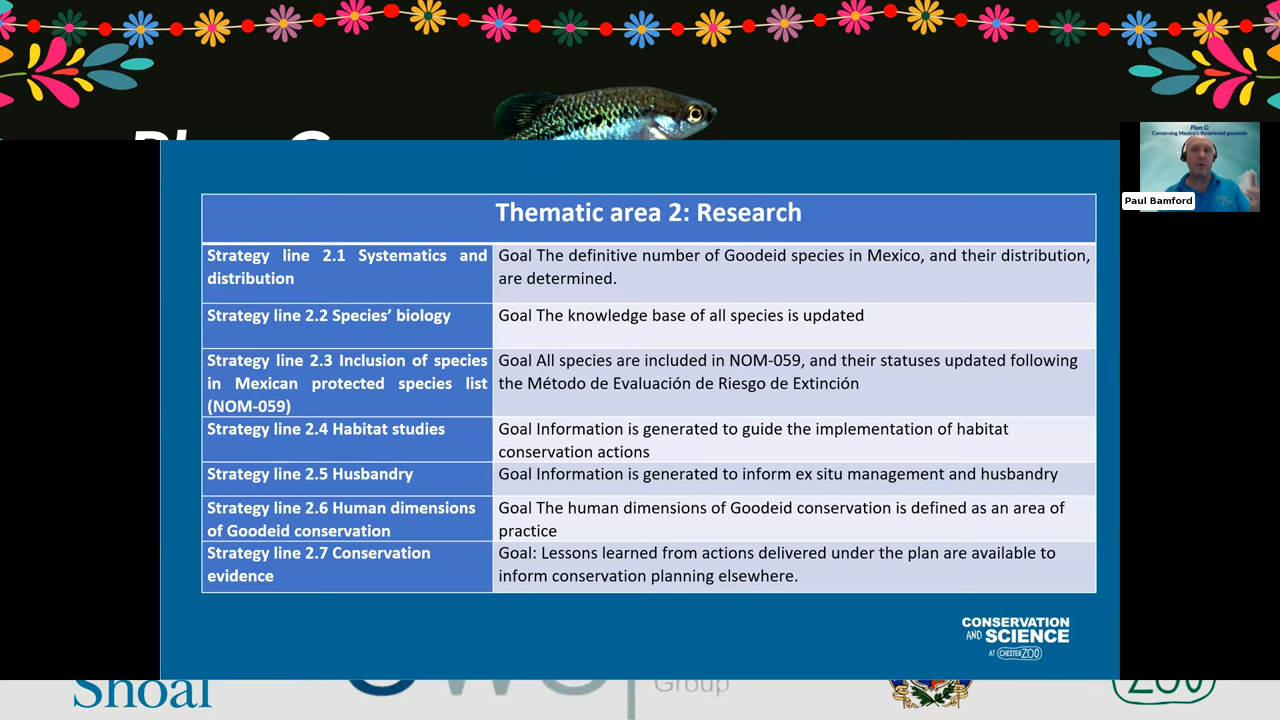 Plan G:
Conserving Mexico's threatened goodeids
Paul Bamford
Thematic area 2: Research
Strategy line 2.1 Systematics and
distribution
Goal The definitive number of Goodeid species in Mexico, and their distribution,
are determined.
Strategy line 2.2 Species’ biology
Goal The knowledge base of all species is updated
Strategy line 2.3 Inclusion of species
in Mexican protected species list
(NOM-059)
Goal All species are included in NOM-059, and their statuses updated following
the Método de Evaluación de Riesgo de Extinción
Strategy line 2.4 Habitat studies
Goal Information is generated to guide the implementation of habitat
conservation actions
Strategy line 2.5 Husbandry
Goal Information is generated to inform ex situ management and husbandry
Strategy line 2.6 Human dimensions
of Goodeid conservation
Goal The human dimensions of Goodeid conservation is defined as an area of
practice
Strategy line 2.7 Conservation
evidence
Goal: Lessons learned from actions delivered under the plan are available to
inform conservation planning elsewhere.
CONSERVATION
AND SCIENCE
AT CHESTER ZOO
Shoal
Group
ZOO